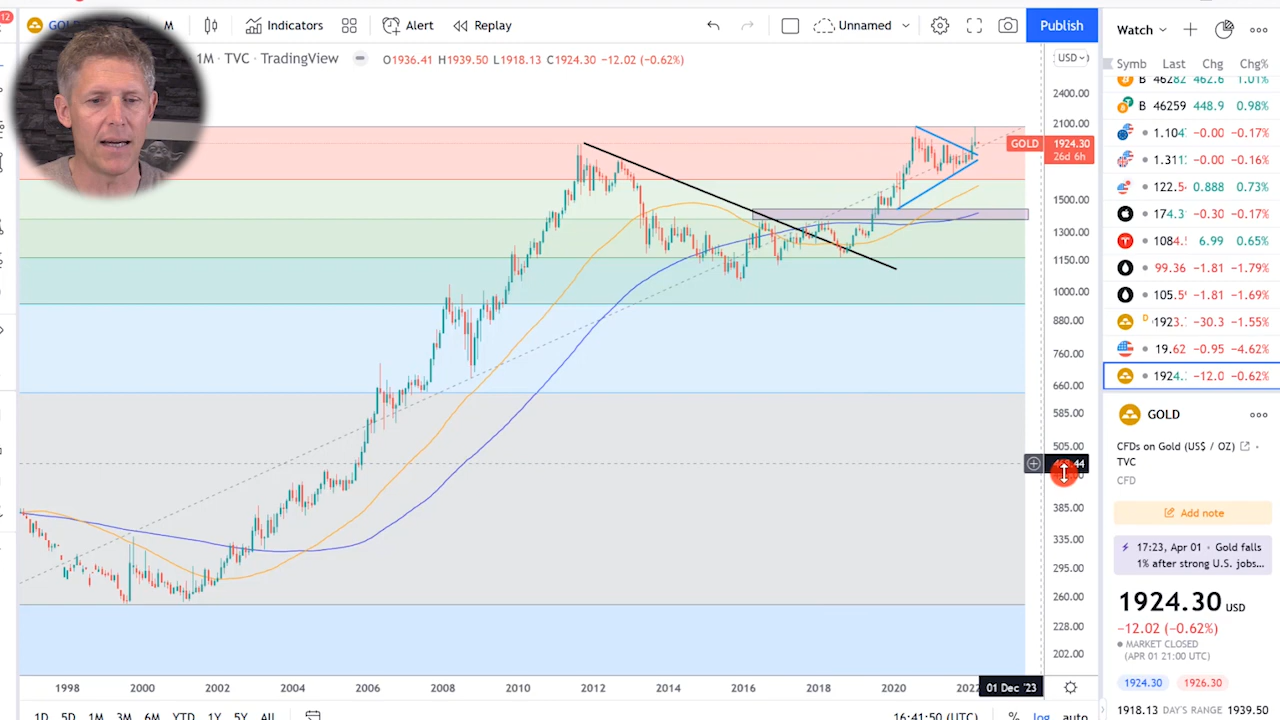 12
GOL
M
Indicators
Alert
Replay
Unnamed
Publish
1M · TVC · TradingView
O1936.41 H1939.50 L1918.13 C1924.30 −12.02 (−0.62%)
USD
2400.00
2100.00
GOLD
1924.30
26d 6h
1500.00
1300.00
1150.00
1000.00
880.00
760.00
660.00
585.00
505.00
385.00
335.00
295.00
260.00
228.00
202.00
1998
2000
2002
2004
2006
2008
2010
2012
2014
2016
2018
2020
2022
01 Dec '23
1D 5D 1M 3M 6M YTD 1Y 5Y All
16:41:50 (UTC)
%
log
auto
Watch
Symb Last Chg Chg%
B 46282 462.6 1.01%
B 46259 448.9 0.98%
1.104 −0.00 −0.17%
1.311 −0.00 −0.16%
122.5 0.888 0.73%
174.3 −0.30 −0.17%
1084. 6.99 0.65%
99.36 −1.81 −1.79%
105.5 −1.81 −1.69%
D 1923. −30.3 −1.55%
19.62 −0.95 −4.62%
1924. −12.0 −0.62%
GOLD
CFDs on Gold (US$ / OZ) ·
TVC
CFD
Add note
17:23, Apr 01 · Gold falls
1% after strong U.S. jobs...
1924.30 USD
−12.02 (−0.62%)
MARKET CLOSED
(APR 01 21:00 UTC)
1924.30
1926.30
1918.13 DAY'S RANGE 1939.50